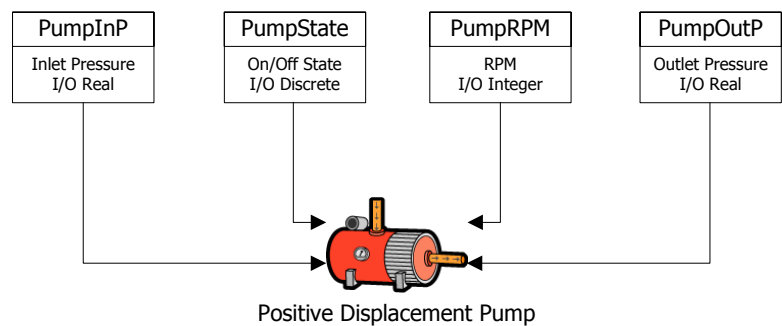 PumpInP
Inlet Pressure
I/O Real
PumpState
On/Off State
I/O Discrete
PumpRPM
RPM
I/O Integer
PumpOutP
Outlet Pressure
I/O Real
Positive Displacement Pump